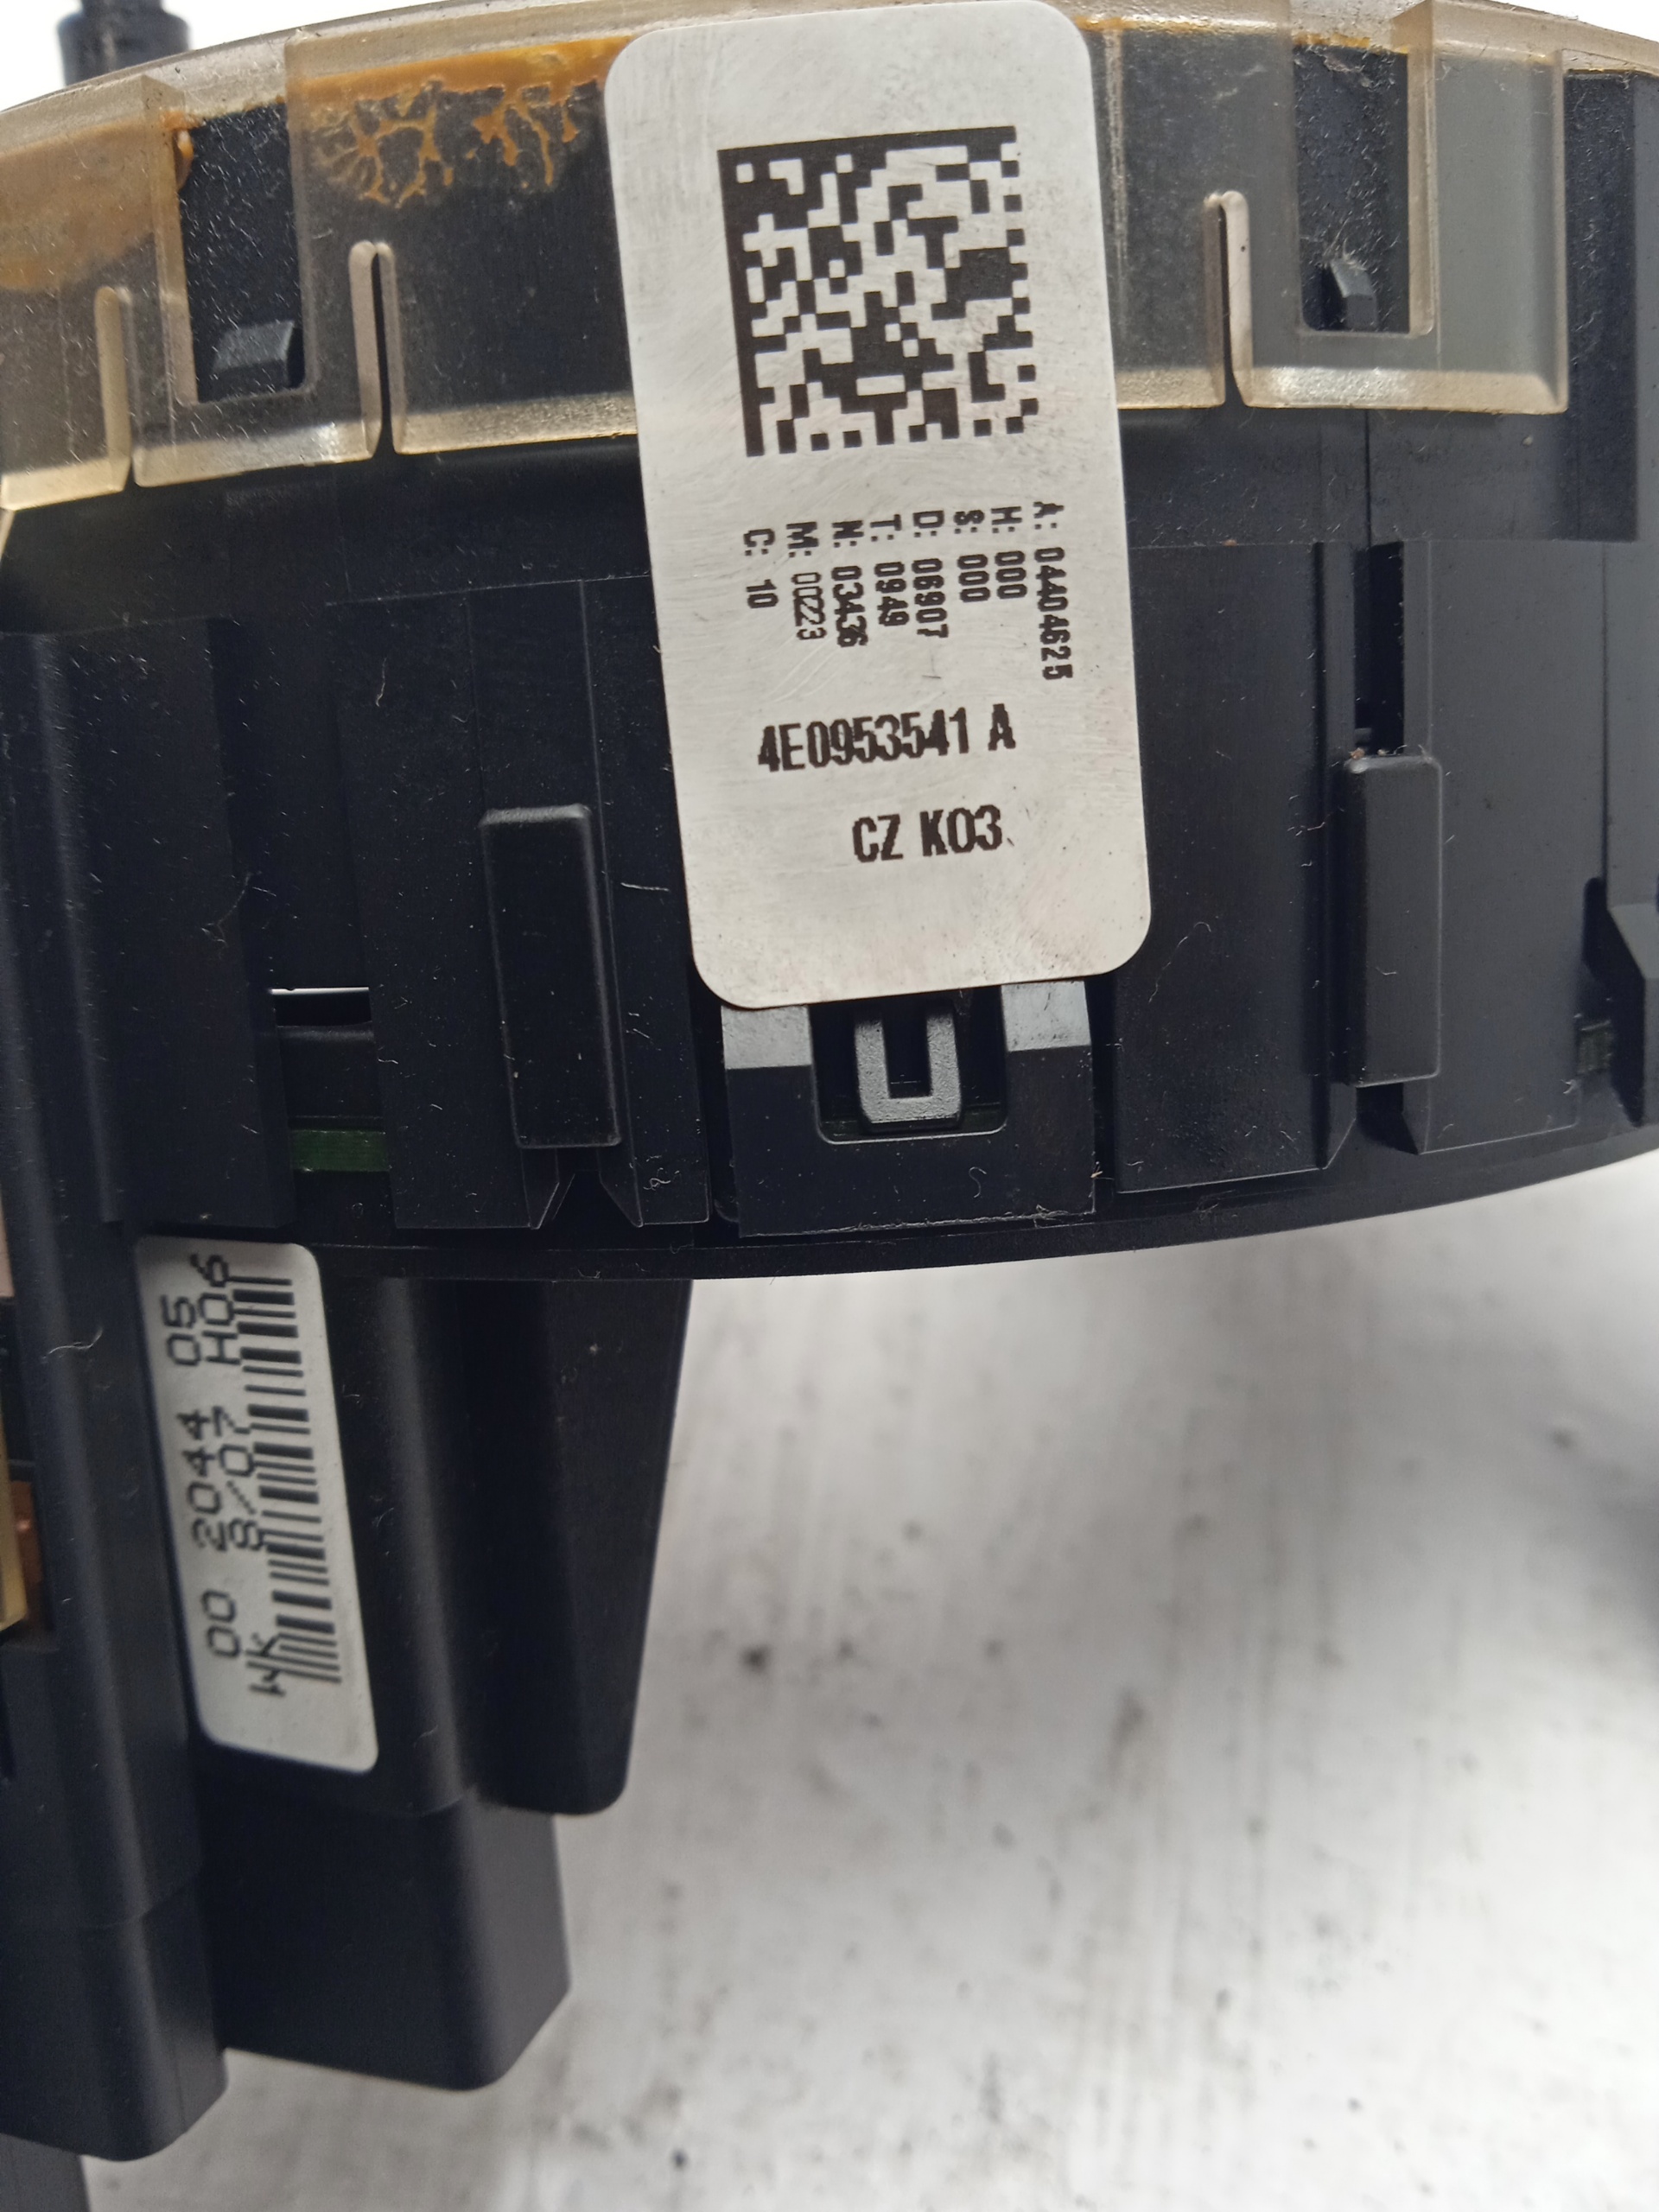 A: 04404625
H: 000
S: 000
D: 06907
T: 0949
N: 03436
M: 00223
C: 10
4E0953541 A
CZ K03
00 2044 05
WK 8/07 H06